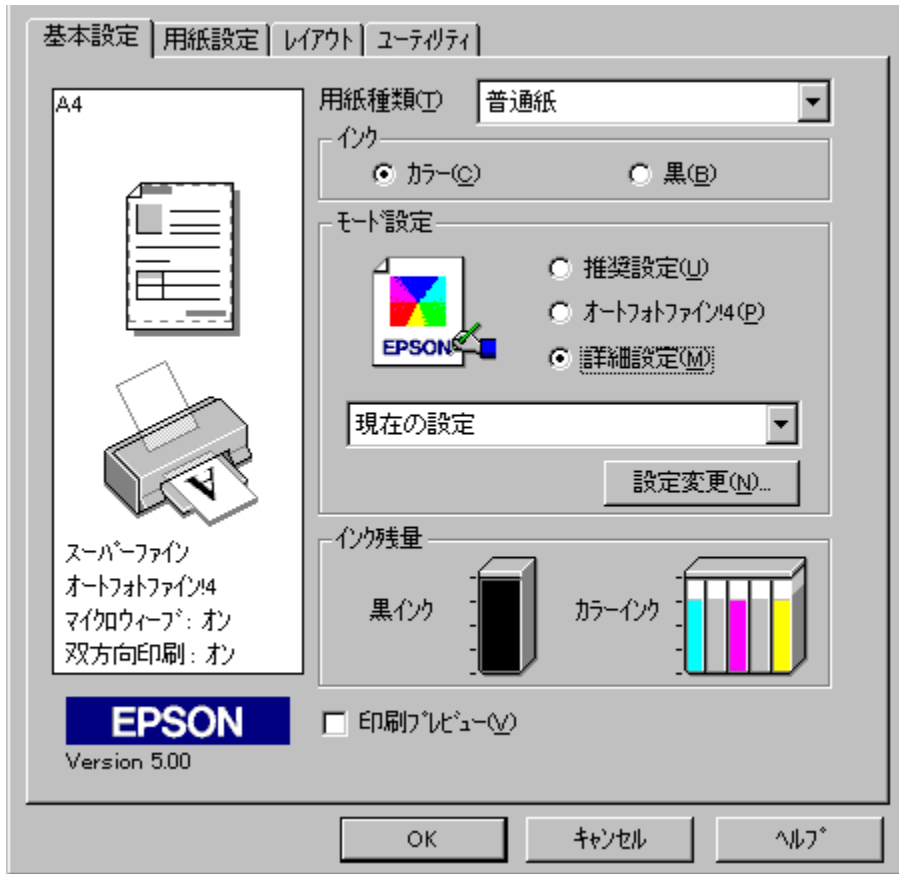 基本設定 用紙設定 ﾚｲｱｳﾄ ﾕｰﾃｨﾘﾃｨ
A4
用紙種類(T) 普通紙
ｲﾝｸ
ｶﾗｰ(C) 黒(B)
ﾓｰﾄﾞ設定
推奨設定(U)
ｵｰﾄﾌｫﾄﾌｧｲﾝ!4(P)
詳細設定(M)
EPSON
現在の設定
設定変更(N)...
ｽｰﾊﾟｰﾌｧｲﾝ
ｵｰﾄﾌｫﾄﾌｧｲﾝ!4
ﾏｲｸﾛｳｨｰﾌﾞ: ｵﾝ
双方向印刷: ｵﾝ
A
ｲﾝｸ残量
黒ｲﾝｸ ｶﾗｰｲﾝｸ
EPSON
Version 5.00
印刷ﾌﾟﾚﾋﾞｭｰ(V)
OK ｷｬﾝｾﾙ ﾍﾙﾌﾟ